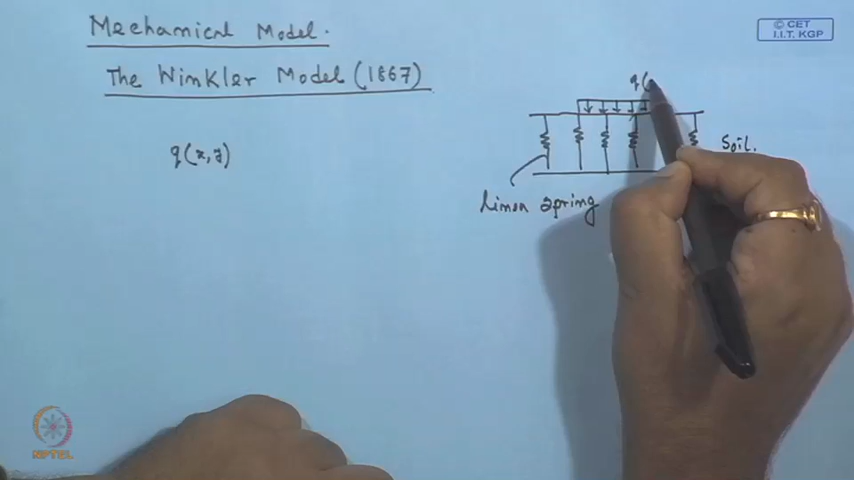 Mechanical Model.
The Winkler Model (1867)
© CET
I.I.T. KGP
q(
q(x,y)
Soil.
Linear Spring
NPTEL